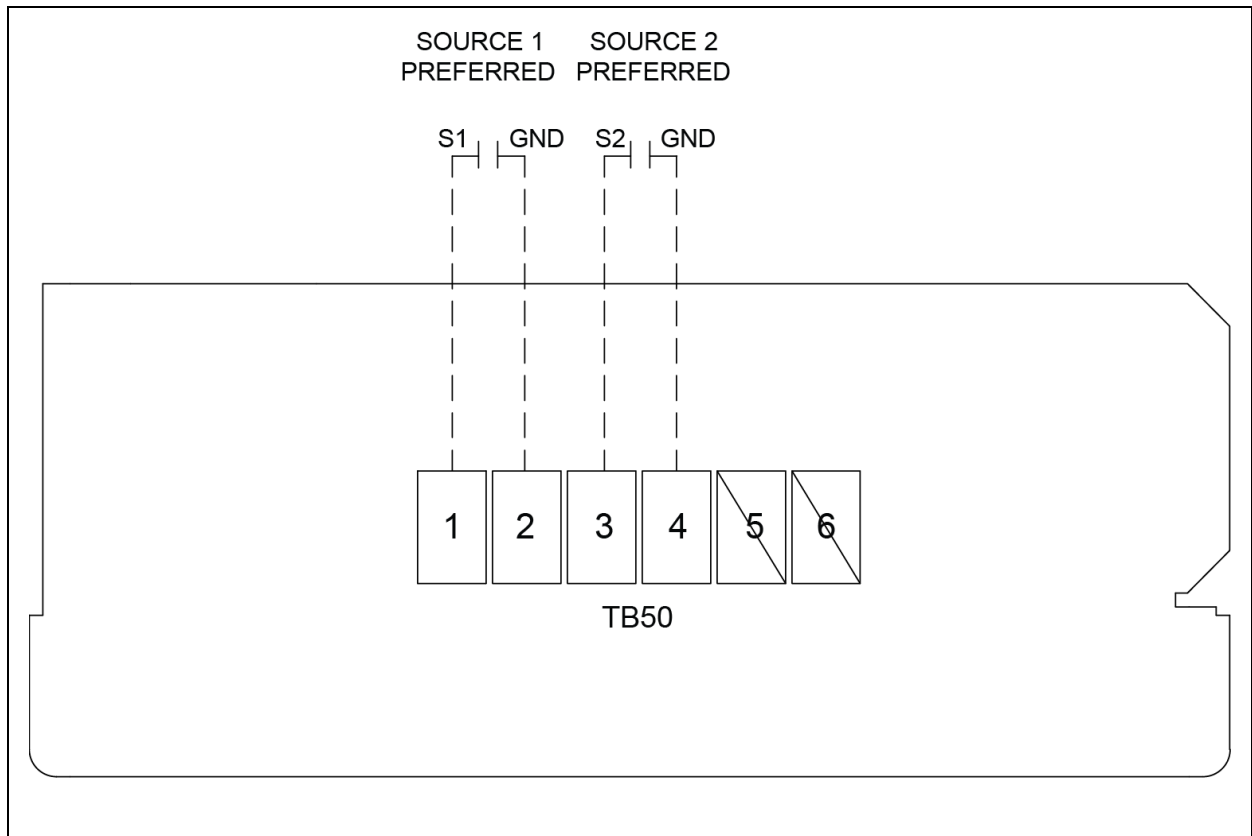 SOURCE 1 SOURCE 2
PREFERRED PREFERRED
S1 GND S2 GND
1 2 3 4 5 6
TB50